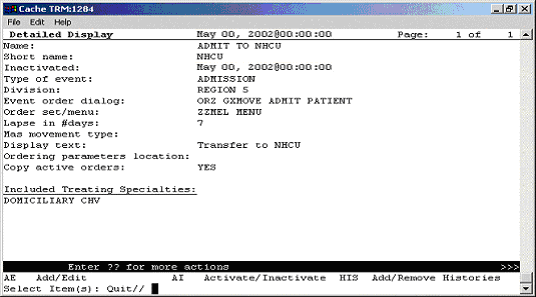 Cache TRM:1284
File Edit Help
Detailed Display May 00, 2002@00:00:00 Page: 1 of 1
Name: ADMIT TO NHCU
Short name: NHCU
Inactivated: May 00, 2002@00:00:00
Type of event: ADMISSION
Division: REGION 5
Event order dialog: ORZ GXMOVE ADMIT PATIENT
Order set/menu: ZZMEL MENU
Lapse in #days: 7
Mas movement type:
Display text: Transfer to NHCU
Ordering parameters location:
Copy active orders: YES
Included Treating Specialties:
DOMICILIARY CHV
Enter ?? for more actions >>>
AE Add/Edit AI Activate/Inactivate HIS Add/Remove Histories
Select Item(s): Quit//